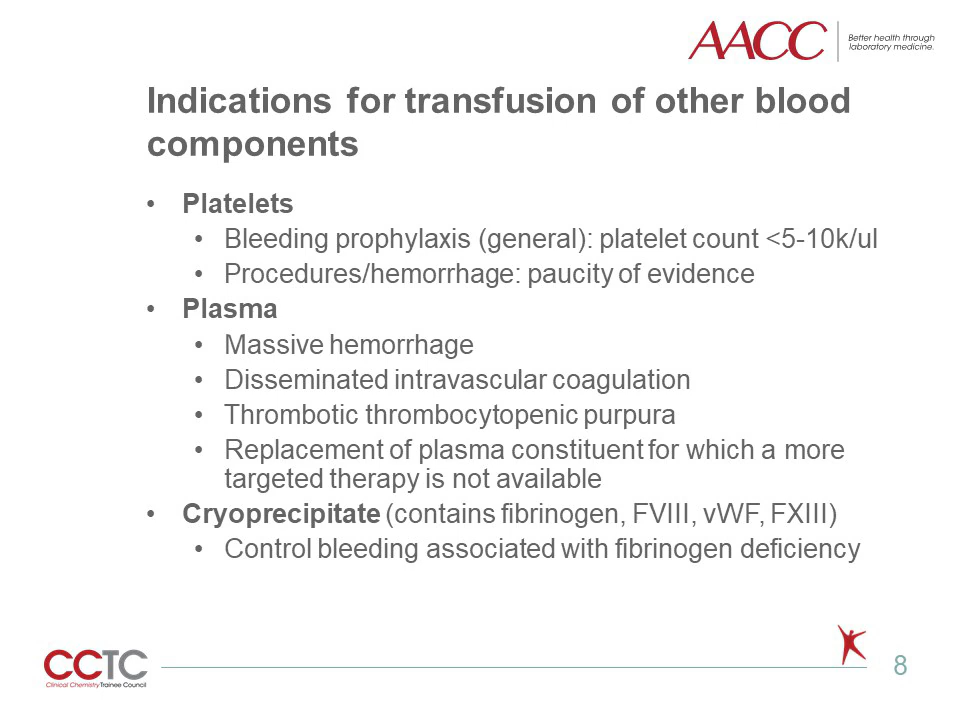 AACC
Better health through
laboratory medicine.
Indications for transfusion of other blood
components
• Platelets
• Bleeding prophylaxis (general): platelet count <5-10k/ul
• Procedures/hemorrhage: paucity of evidence
• Plasma
• Massive hemorrhage
• Disseminated intravascular coagulation
• Thrombotic thrombocytopenic purpura
• Replacement of plasma constituent for which a more
targeted therapy is not available
• Cryoprecipitate (contains fibrinogen, FVIII, vWF, FXIII)
• Control bleeding associated with fibrinogen deficiency
CCTC
Clinical Chemistry Trainee Council
8